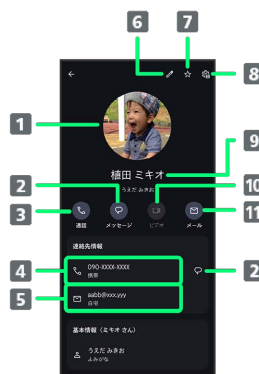 6
7
8
1
9
植田 ミキオ
うえだ みきお
2
10
3
11
通話
メッセージ
ビデオ
メール
連絡先情報
4
090-XXXX-XXXX
携帯
2
5
aabb@xxx.yyy
自宅
基本情報（ミキオ さん）
うえだ みきお
よみがな